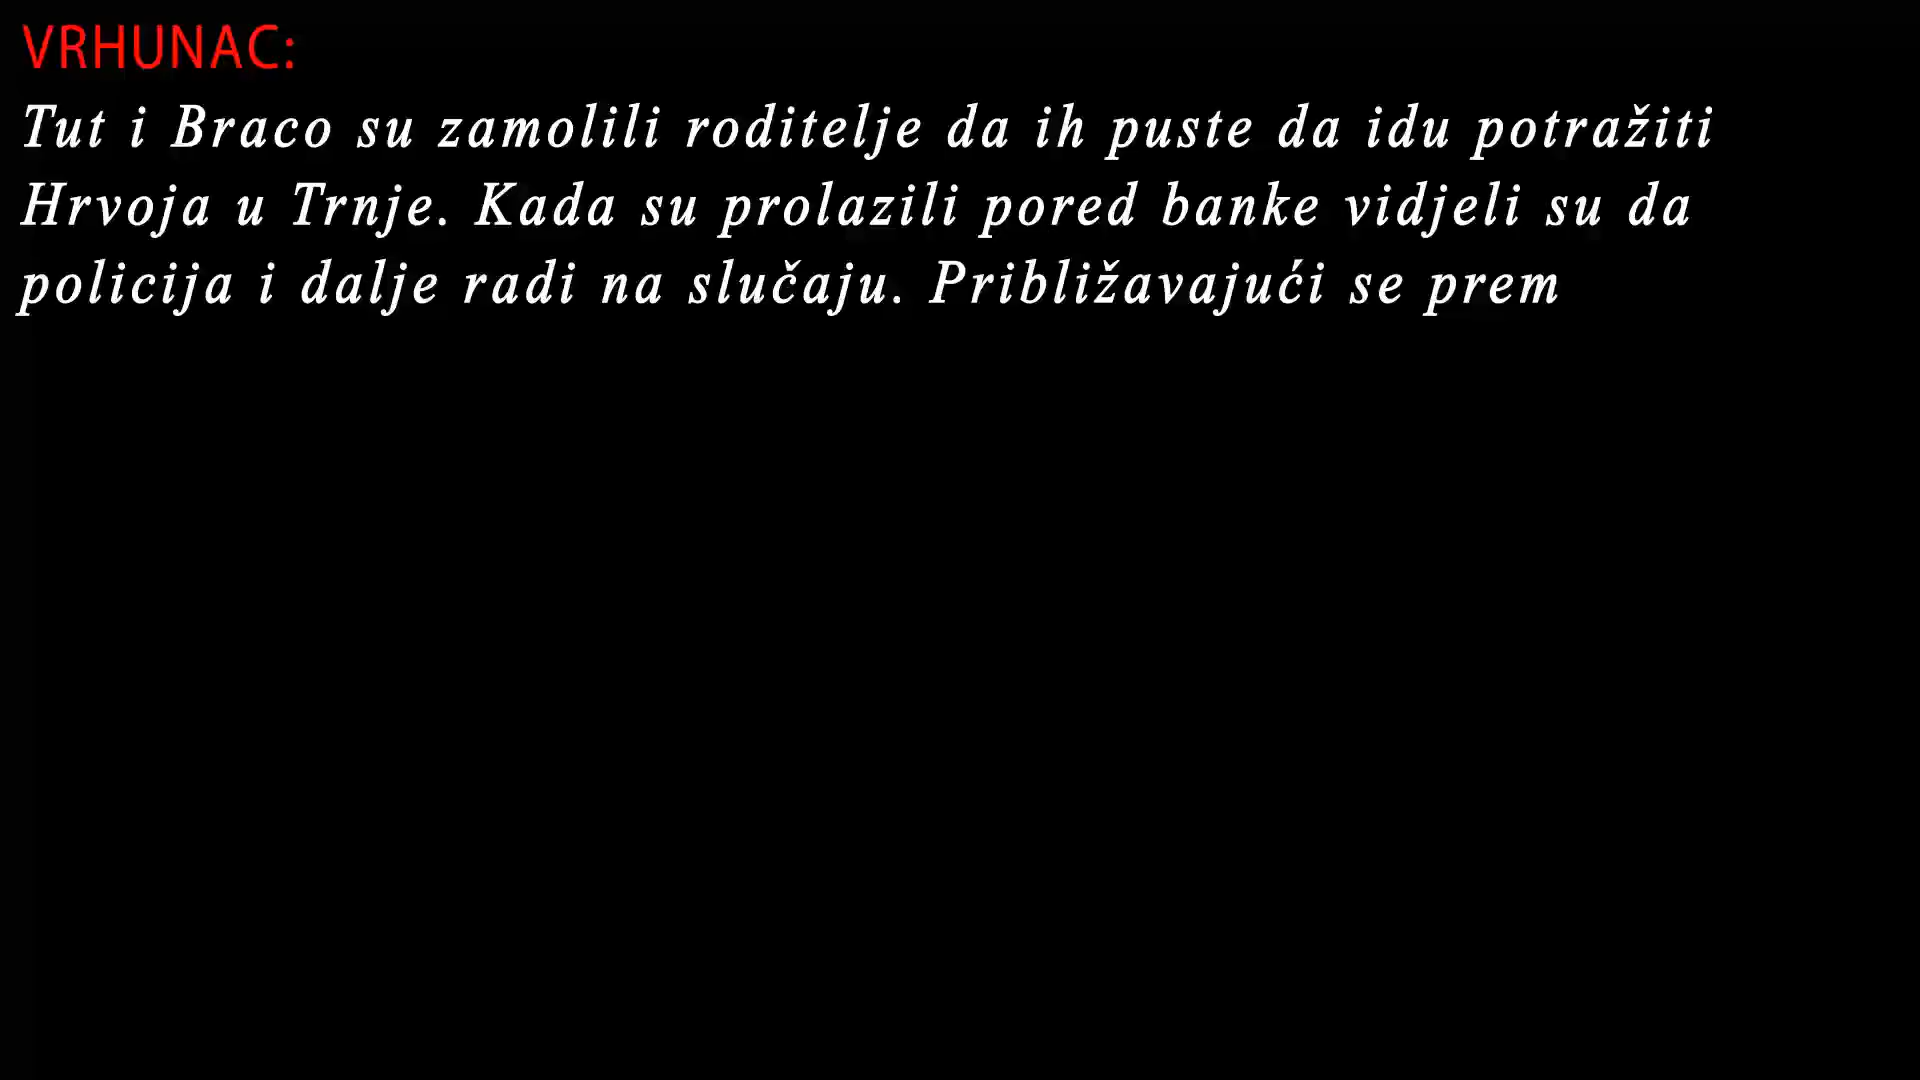 VRHUNAC:
Tut i Braco su zamolili roditelje da ih puste da idu potražiti
Hrvoja u Trnje. Kada su prolazili pored banke vidjeli su da
policija i dalje radi na slučaju. Približavajući se prem